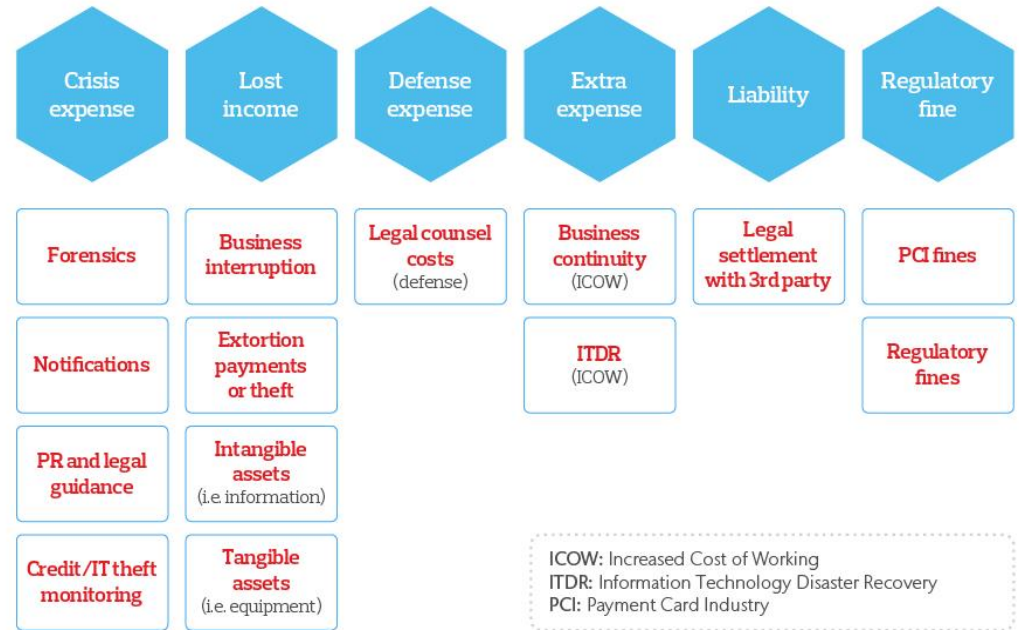 Crisis
expense
Lost
income
Defense
expense
Extra
expense
Liability
Regulatory
fine
Forensics
Business
interruption
Legal counsel
costs
(defense)
Business
continuity
(ICOW)
Legal
settlement
with 3rd party
PCI fines
Notifications
Extortion
payments
or theft
ITDR
(ICOW)
Regulatory
fines
PR and legal
guidance
Intangible
assets
(i.e. information)
Credit/IT theft
monitoring
Tangible
assets
(i.e. equipment)
ICOW: Increased Cost of Working
ITDR: Information Technology Disaster Recovery
PCI: Payment Card Industry